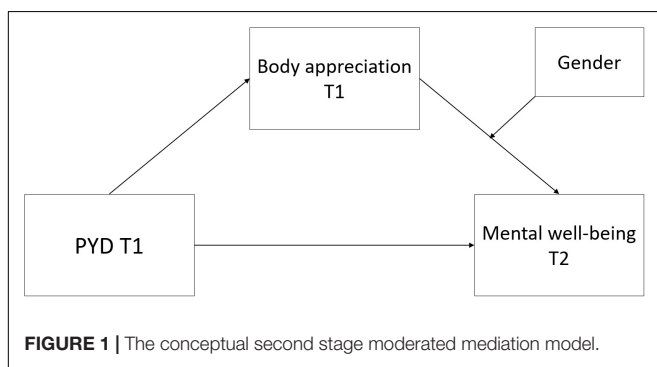 Body appreciation
T1
Gender
PYD T1
Mental well-being
T2
FIGURE 1 | The conceptual second stage moderated mediation model.